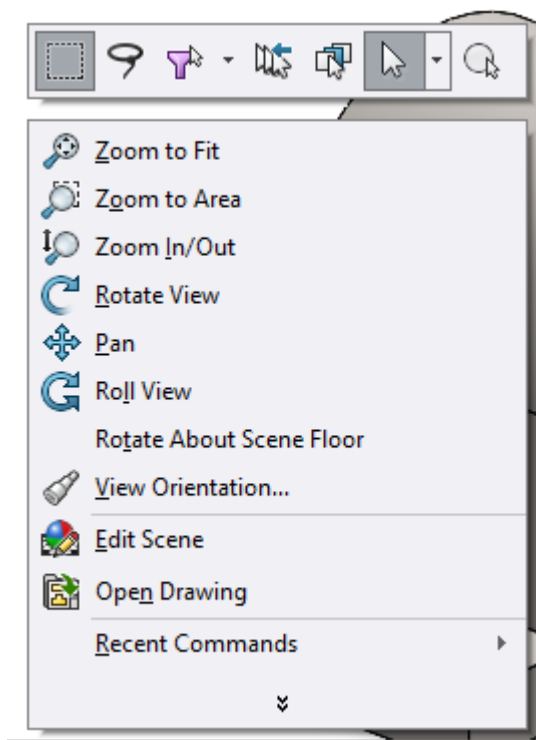 Zoom to Fit
Zoom to Area
Zoom In/Out
Rotate View
Pan
Roll View
Rotate About Scene Floor
View Orientation...
Edit Scene
Open Drawing
Recent Commands